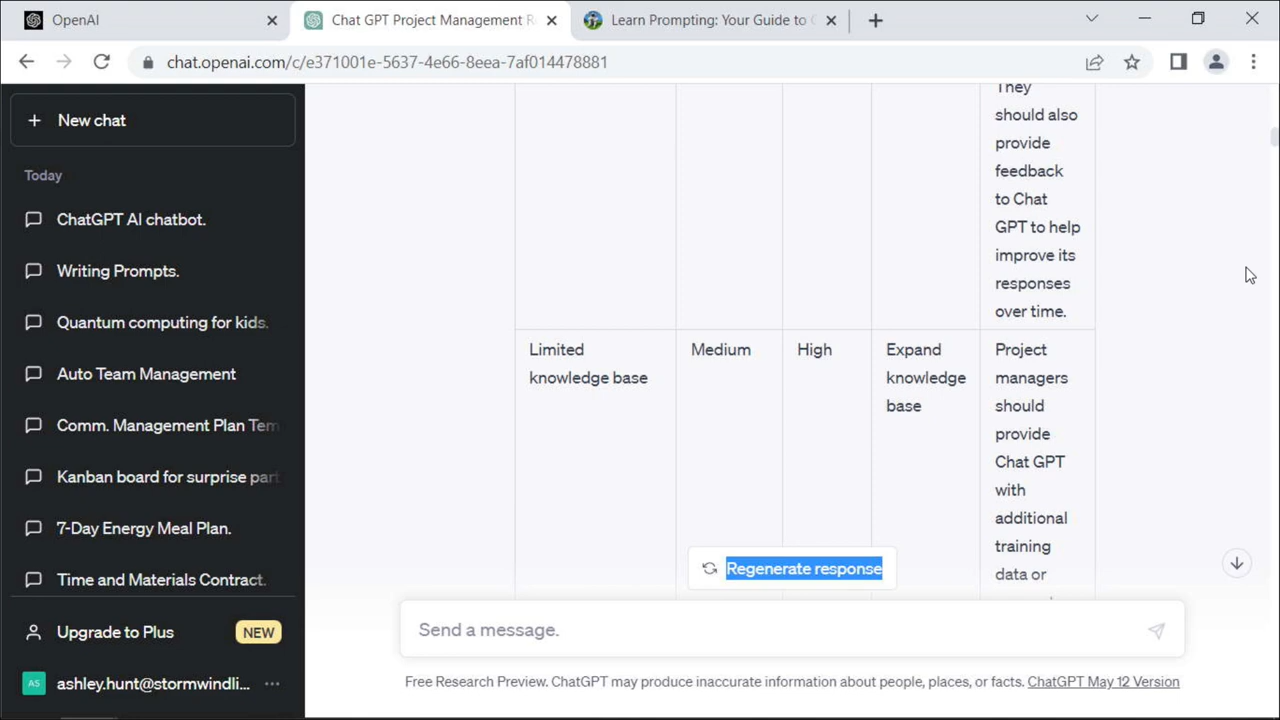 OpenAI
Chat GPT Project Management R
Learn Prompting: Your Guide to
chat.openai.com/c/e371001e-5637-4e66-8eea-7af014478881
New chat
Today
ChatGPT AI chatbot.
Writing Prompts.
Quantum computing for kids.
Auto Team Management
Comm. Management Plan Tem
Kanban board for surprise part
7-Day Energy Meal Plan.
Time and Materials Contract.
Upgrade to Plus
NEW
AS
ashley.hunt@stormwindli...
They
should also
provide
feedback
to Chat
GPT to help
improve its
responses
over time.
Limited
knowledge base
Medium
High
Expand
knowledge
base
Project
managers
should
provide
Chat GPT
with
additional
training
data or
Regenerate response
Send a message.
Free Research Preview. ChatGPT may produce inaccurate information about people, places, or facts. ChatGPT May 12 Version